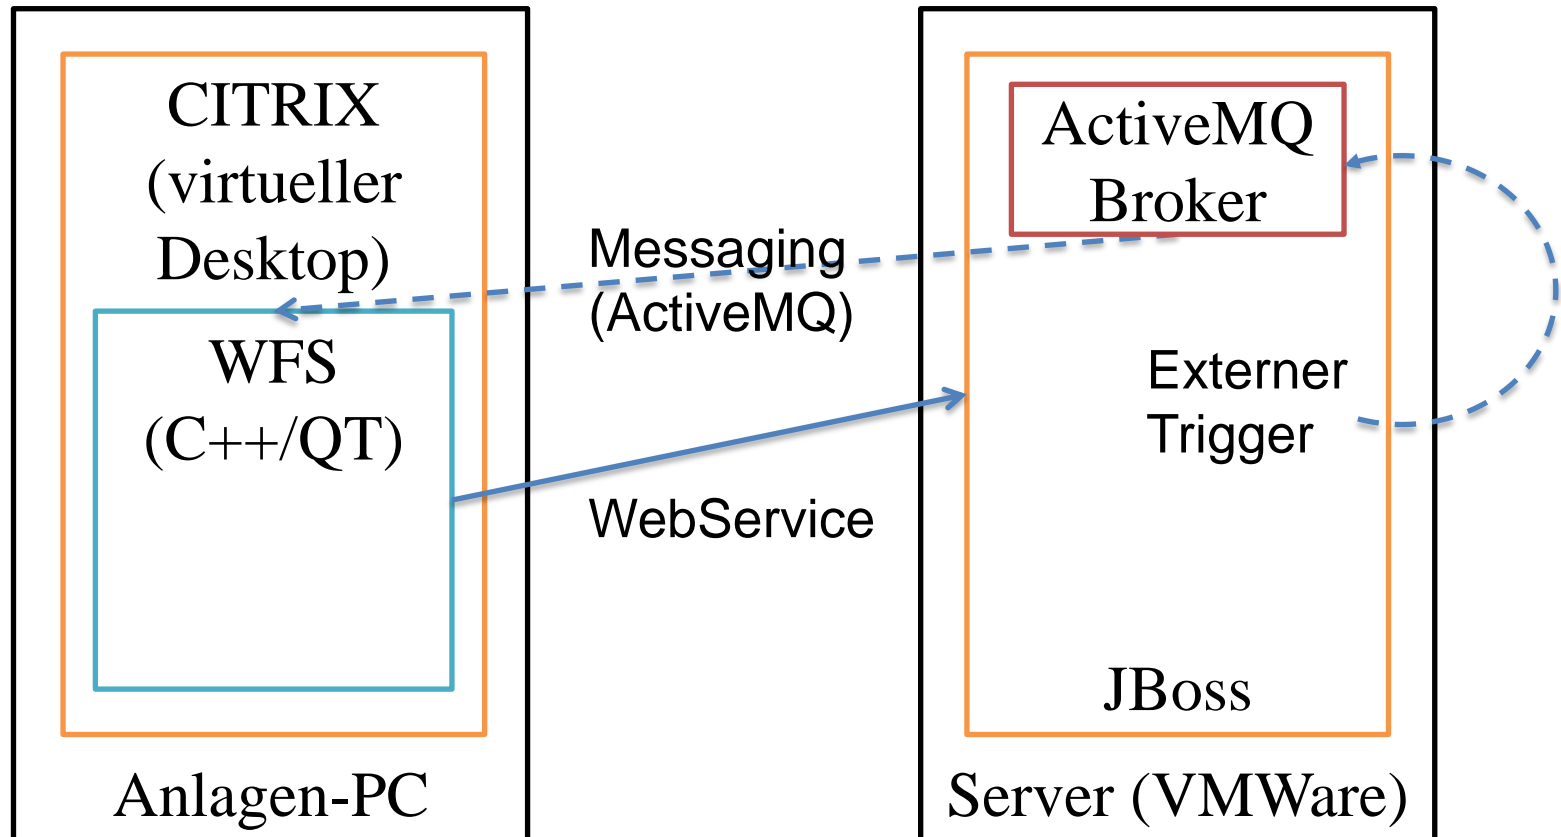 CITRIX
(virtueller
Desktop)
WFS
(C++/QT)
Anlagen-PC
Messaging
(ActiveMQ)
WebService
ActiveMQ
Broker
Externer
Trigger
JBoss
Server (VMWare)